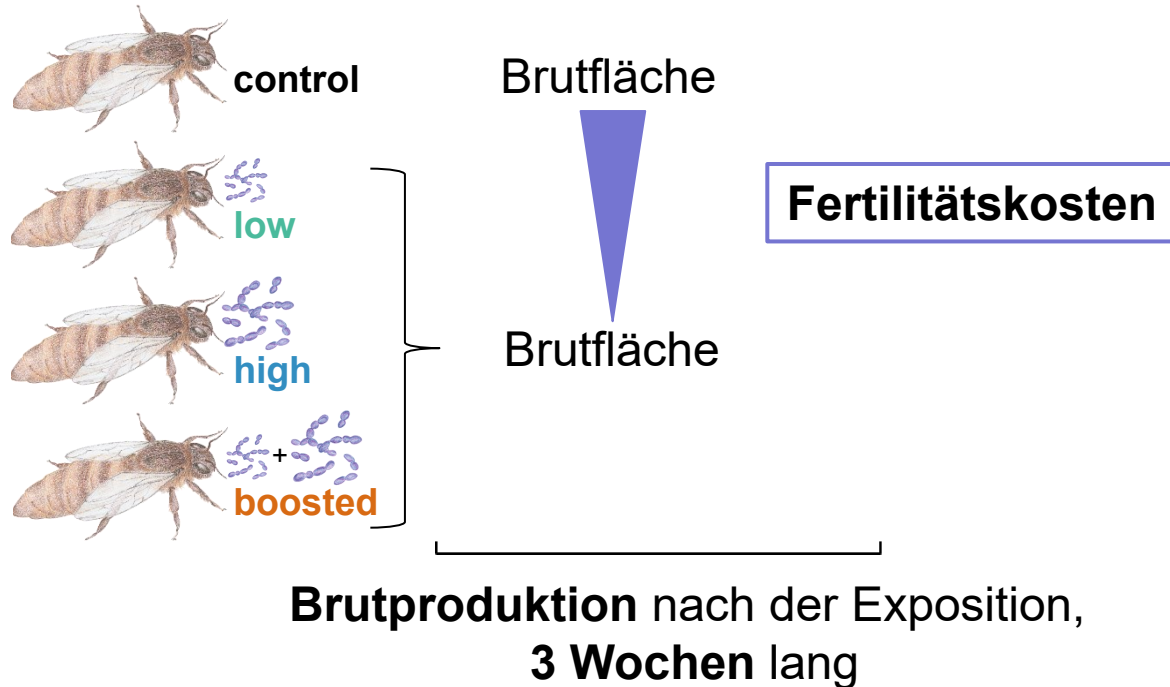 control
Brutfläche
Fertilitätskosten
low
high
Brutfläche
+
boosted
Brutproduktion nach der Exposition,
3 Wochen lang